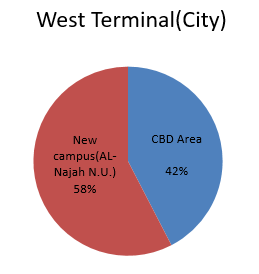 West Terminal(City)
New
campus(AL-
Najah N.U.)
58%
CBD Area
42%